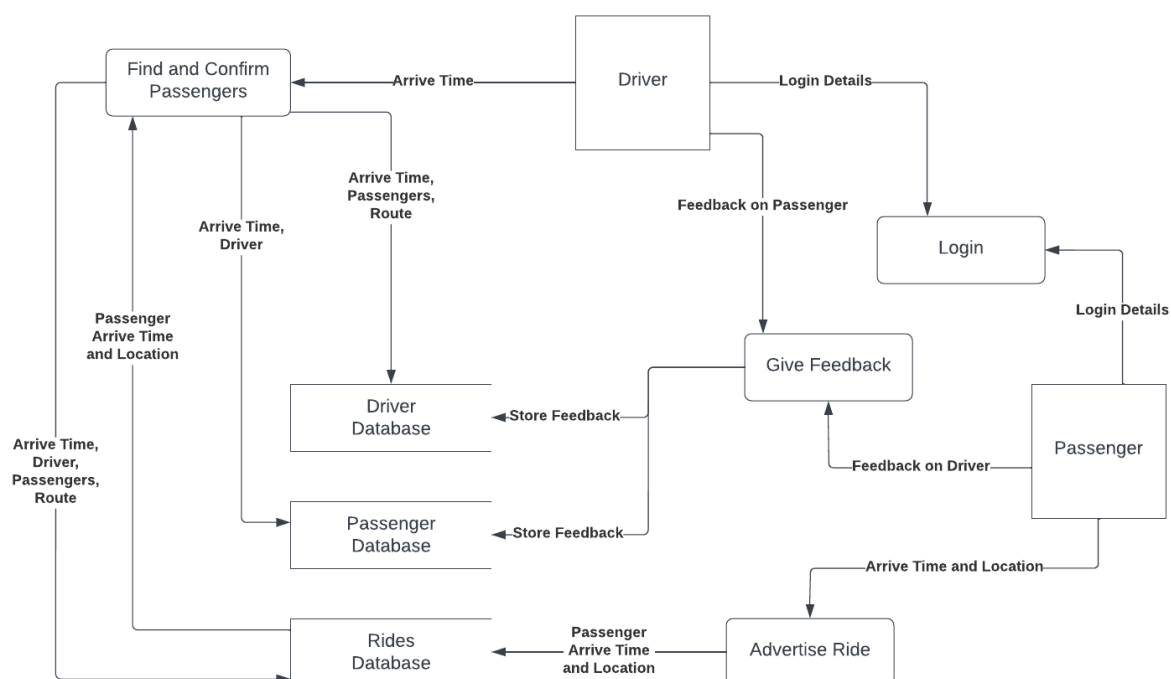 Find and Confirm
Passengers
Arrive Time
Driver
Login Details
Arrive Time,
Passengers,
Route
Feedback on Passenger
Arrive Time,
Driver
Login
Login Details
Passenger
Arrive Time
and Location
Give Feedback
Driver
Database
Store Feedback
Passenger
Feedback on Driver
Arrive Time,
Driver,
Passengers,
Route
Passenger
Database
Store Feedback
Arrive Time and Location
Rides
Database
Passenger
Arrive Time
and Location
Advertise Ride